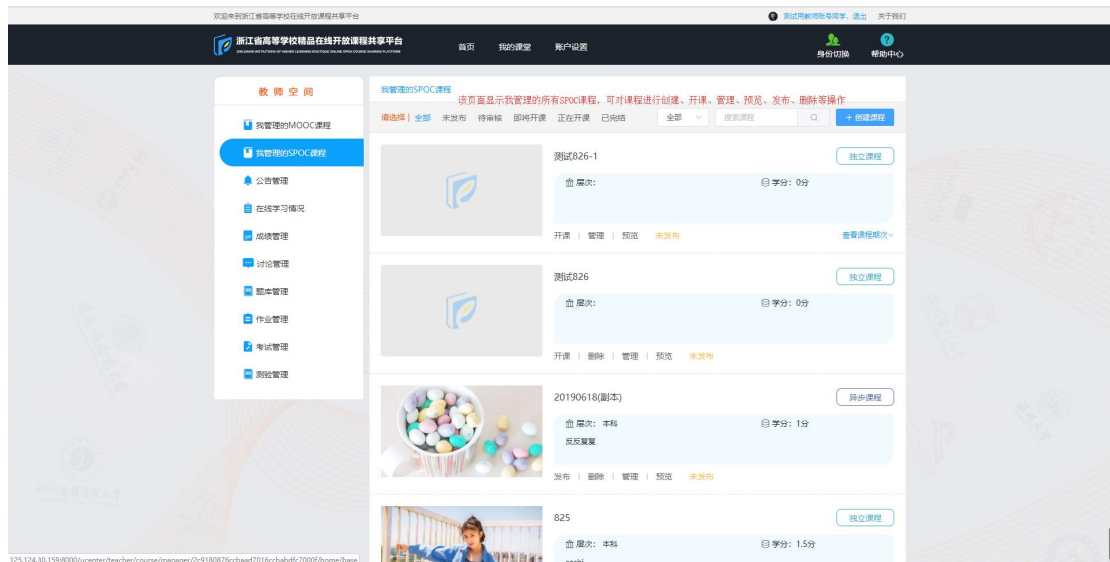 欢迎来到浙江省高等学校在线开放课程共享平台
测试用教师账号同学，退出 关于我们
浙江省高等学校精品在线开放课程共享平台
首页 我的课堂 账户设置
身份切换 帮助中心
教师空间
我管理的MOOC课程
我管理的SPOC课程
公告管理
在线学习情况
成绩管理
讨论管理
题库管理
作业管理
考试管理
测验管理
我管理的SPOC课程
该页面显示我管理的所有SPOC课程，可对课程进行创建、开课、管理、预览、发布、删除等操作
请选择 | 全部 未发布 待审核 即将开课 正在开课 已完结 全部 搜索课程 + 创建课程
测试826-1 独立课程
层次： 学分：0分
开课 | 管理 | 预览 未发布 查看课程期次
测试826 独立课程
层次： 学分：0分
开课 | 删除 | 管理 | 预览 未发布
20190618(副本) 异步课程
层次：本科 学分：1分
反反复复
发布 | 删除 | 管理 | 预览 未发布
825 独立课程
层次：本科 学分：1.5分